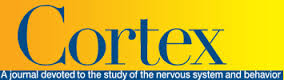 Cortex
A journal devoted to the study of the nervous system and behavior